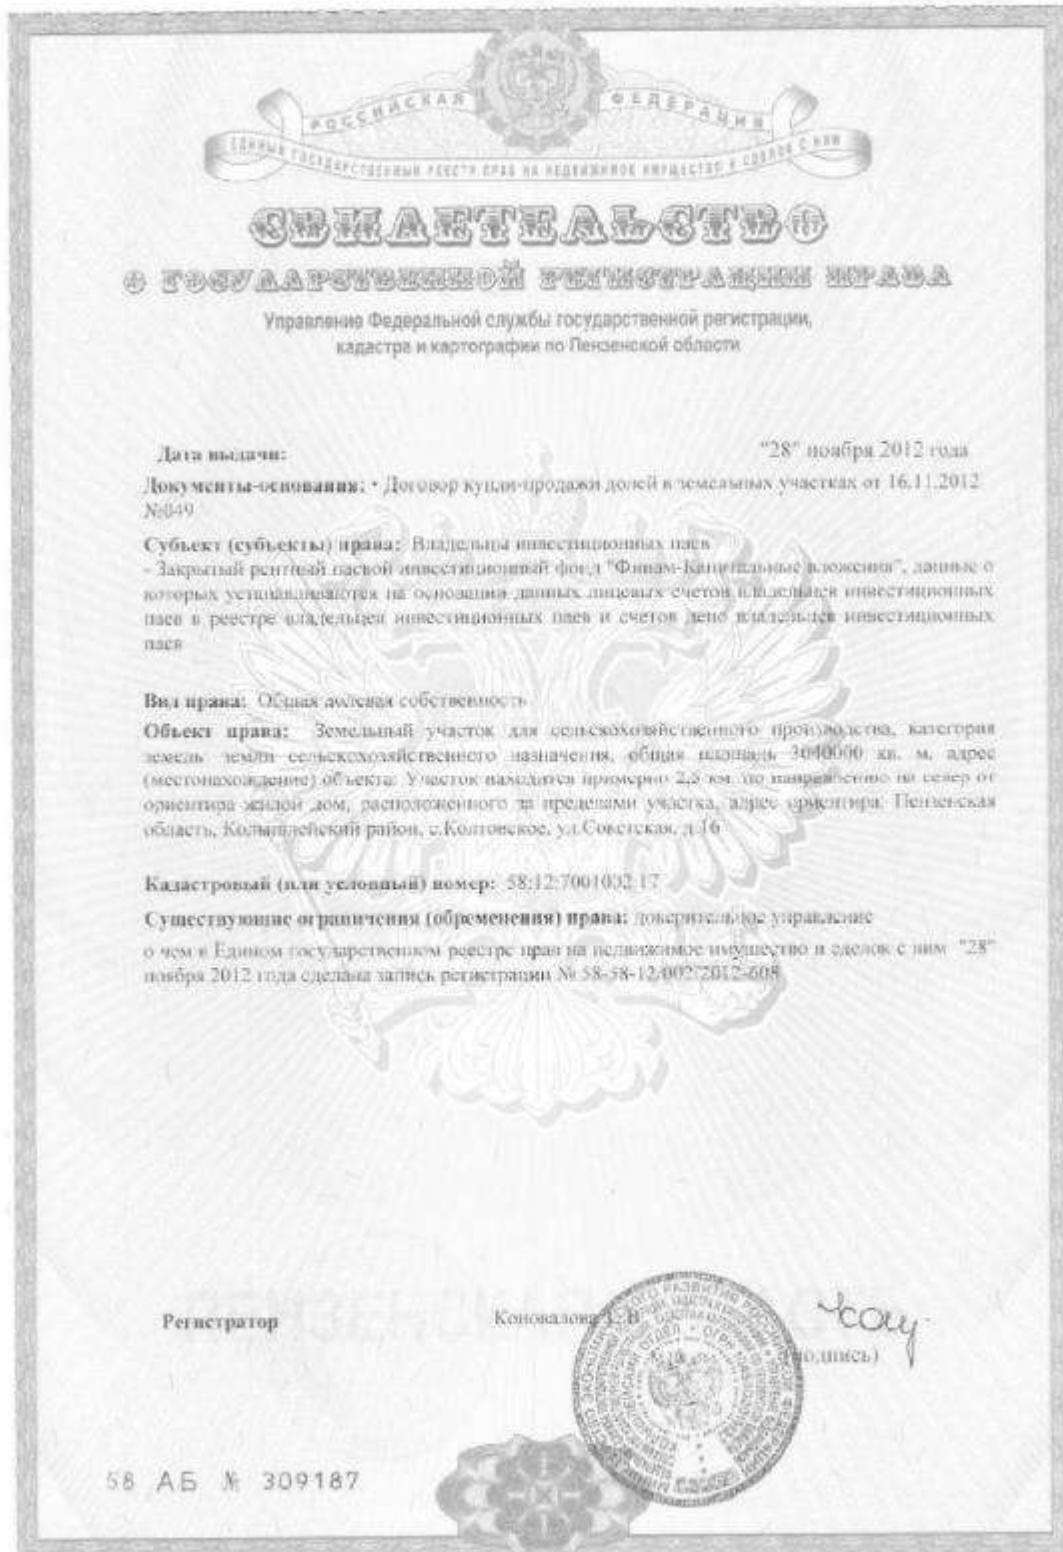 РОССИЙСКАЯ ФЕДЕРАЦИЯ
ЕДИНЫЙ ГОСУДАРСТВЕННЫЙ РЕЕСТР ПРАВ НА НЕДВИЖИМОЕ ИМУЩЕСТВО И СДЕЛОК С НИМ
СВИДЕТЕЛЬСТВО
О ГОСУДАРСТВЕННОЙ РЕГИСТРАЦИИ ПРАВА
Управление Федеральной службы государственной регистрации,
кадастра и картографии по Пензенской области
Дата выдачи: "28" ноября 2012 года
Документы-основания: • Договор купли-продажи долей в земельных участках от 16.11.2012
№049
Субъект (субъекты) права: Владельцы инвестиционных паев
- Закрытый рентный паевой инвестиционный фонд "Финам-Капитальные вложения", данные о
которых устанавливаются на основании данных лицевых счетов владельцев инвестиционных
паев в реестре владельцев инвестиционных паев и счетов депо владельцев инвестиционных
паев
Вид права: Общая долевая собственность
Объект права: Земельный участок для сельскохозяйственного производства, категория
земель: земли сельскохозяйственного назначения, общая площадь 3040000 кв. м, адрес
(местонахождение) объекта: Участок находится примерно 2,5 км. по направлению на север от
ориентира жилой дом, расположенного за пределами участка, адрес ориентира: Пензенская
область, Колышлейский район, с.Колтовское, ул.Советская, д.16
Кадастровый (или условный) номер: 58:12:7001002:17
Существующие ограничения (обременения) права: доверительное управление
о чем в Едином государственном реестре прав на недвижимое имущество и сделок с ним "28"
ноября 2012 года сделана запись регистрации № 58-58-12/002/2012-608
Регистратор Коновалова
(подпись)
58 АБ № 309187